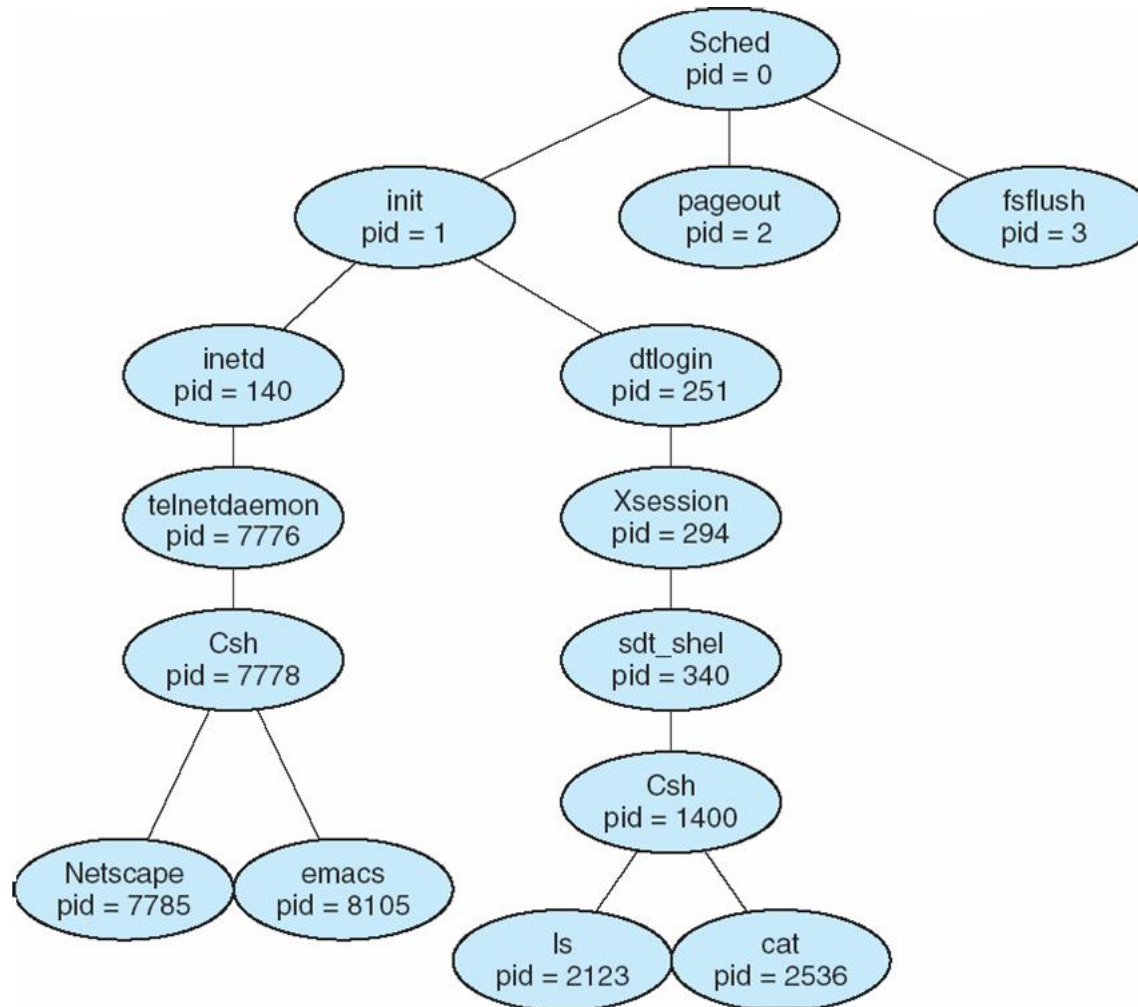 Sched
pid = 0
init
pid = 1
pageout
pid = 2
fsflush
pid = 3
inetd
pid = 140
dtlogin
pid = 251
telnetdaemon
pid = 7776
Xsession
pid = 294
Csh
pid = 7778
sdt_shel
pid = 340
Csh
pid = 1400
Netscape
pid = 7785
emacs
pid = 8105
ls
pid = 2123
cat
pid = 2536